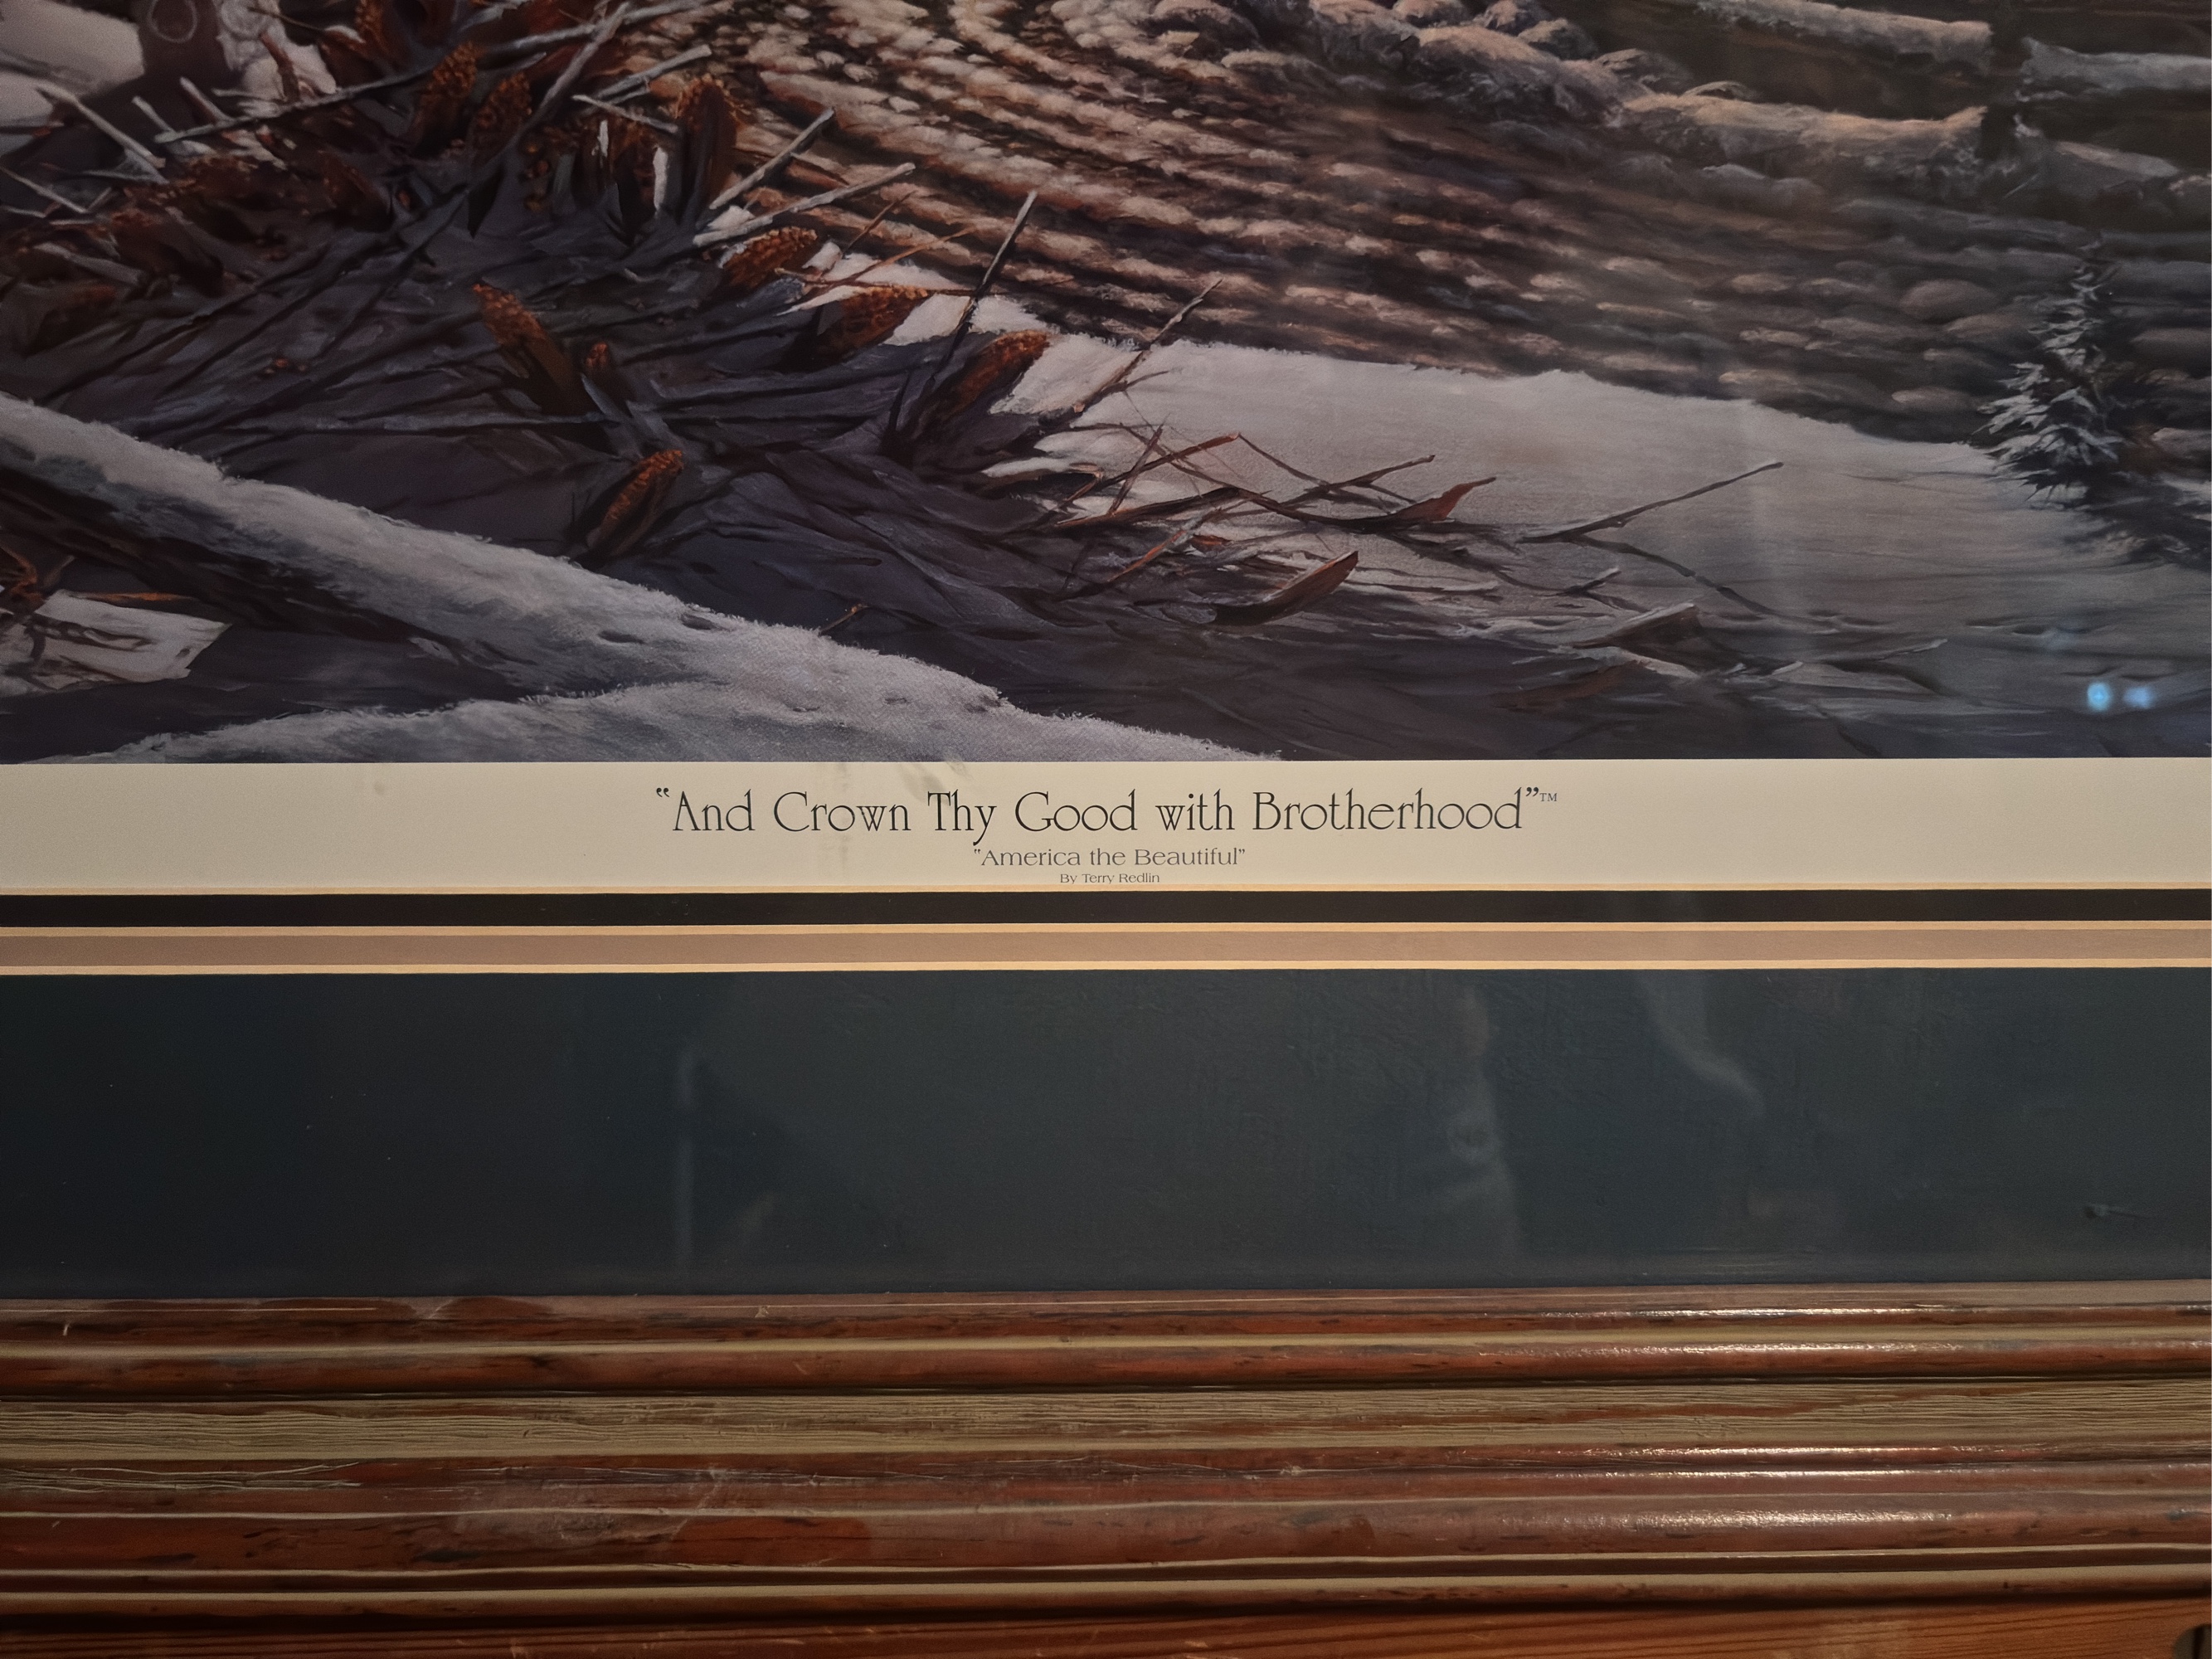 "And Crown Thy Good with Brotherhood"™
"America the Beautiful"
By Terry Redlin